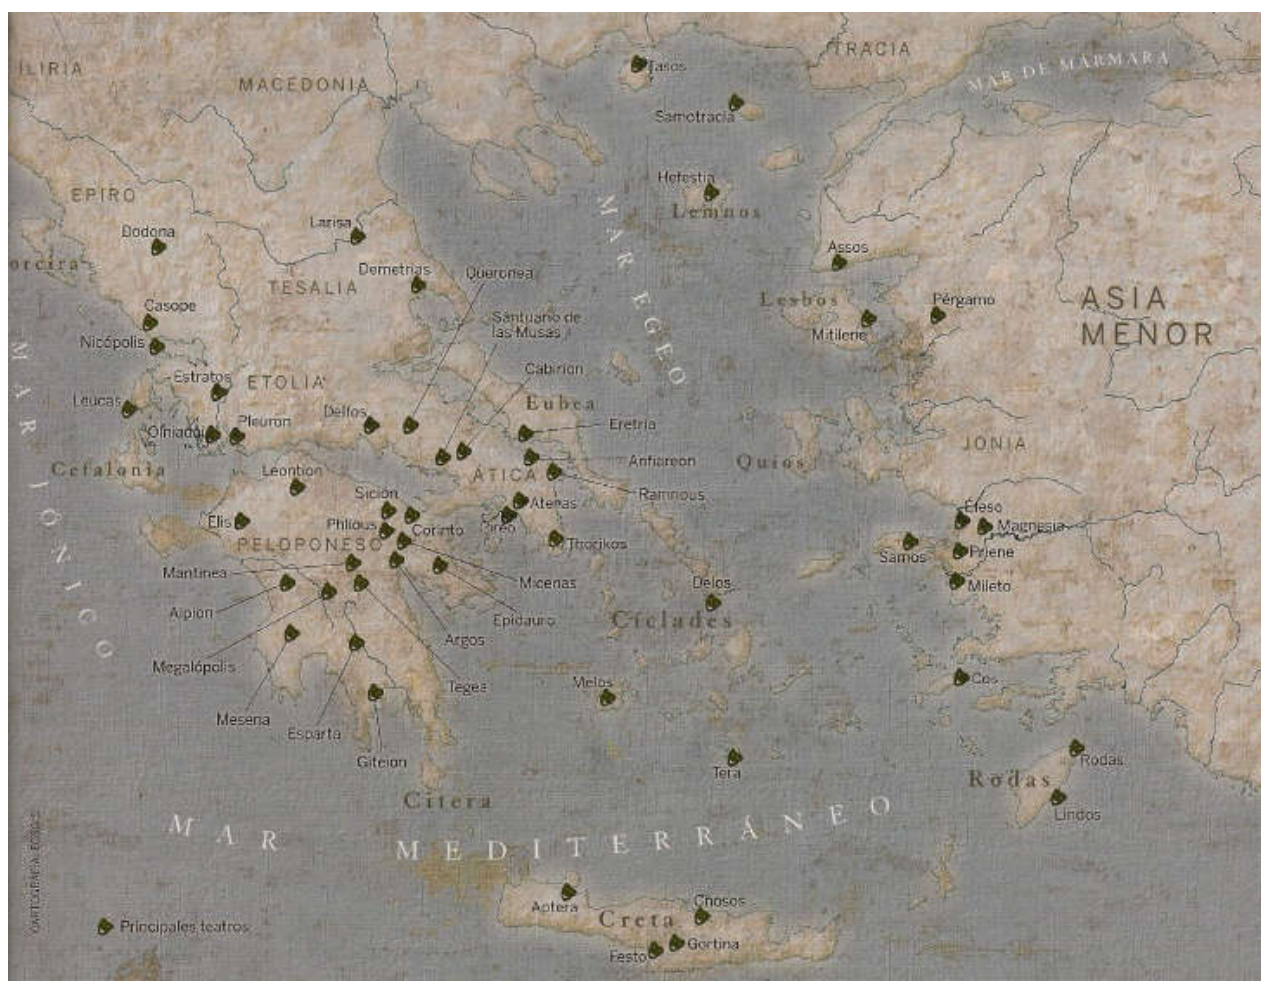 ILIRIA
MACEDONIA
TRACIA
MAR DE MÁRMARA
Tasos
Samotracia
Hefestia
Lemnos
EPIRO
Dodona
Larisa
Demetrias
TESALIA
Queronea
MAR EGEO
Assos
Lesbos
Mitilene
Pérgamo
ASIA
MENOR
Casope
Nicópolis
Santuario de
las Musas
Cabirion
Estratos
ETOLIA
Leucas
Oiniadai
Pleuron
Delfos
Eubea
Eretria
Cefalonia
Leontion
ÁTICA
Anfiareon
Ramnous
Quíos
JONIA
Sición
Elis
Phlious
Corinto
Atenas
Pireo
Thorikos
PELOPONESO
Éfeso
Magnesia
Samos
Priene
Mileto
Mantinea
Micenas
Delos
Alpion
Epidauro
Cíclades
Argos
Megalópolis
Tegea
Melos
Cos
Mesena
Esparta
Giteion
Tera
Rodas
Rodas
Lindos
Citera
MAR JÓNICO
MAR MEDITERRÁNEO
Aptera
Creta
Cnosos
Gortina
Festo
Principales teatros